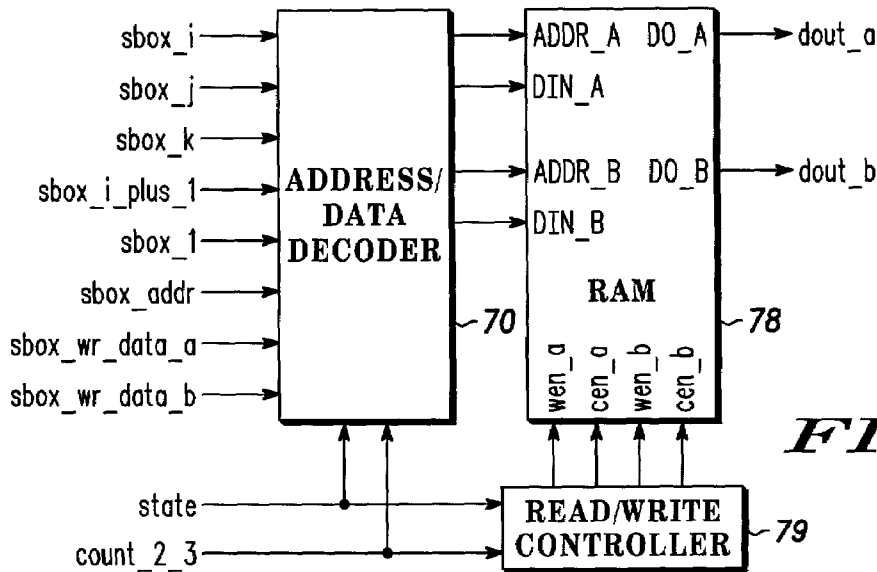 sbox_i
sbox_j
sbox_k
sbox_i_plus_1
sbox_1
sbox_addr
sbox_wr_data_a
sbox_wr_data_b
ADDRESS/
DATA
DECODER
70
ADDR_A DO_A
DIN_A
ADDR_B DO_B
DIN_B
RAM
wen_a
cen_a
wen_b
cen_b
78
dout_a
dout_b
state
count_2_3
READ/WRITE
CONTROLLER
79